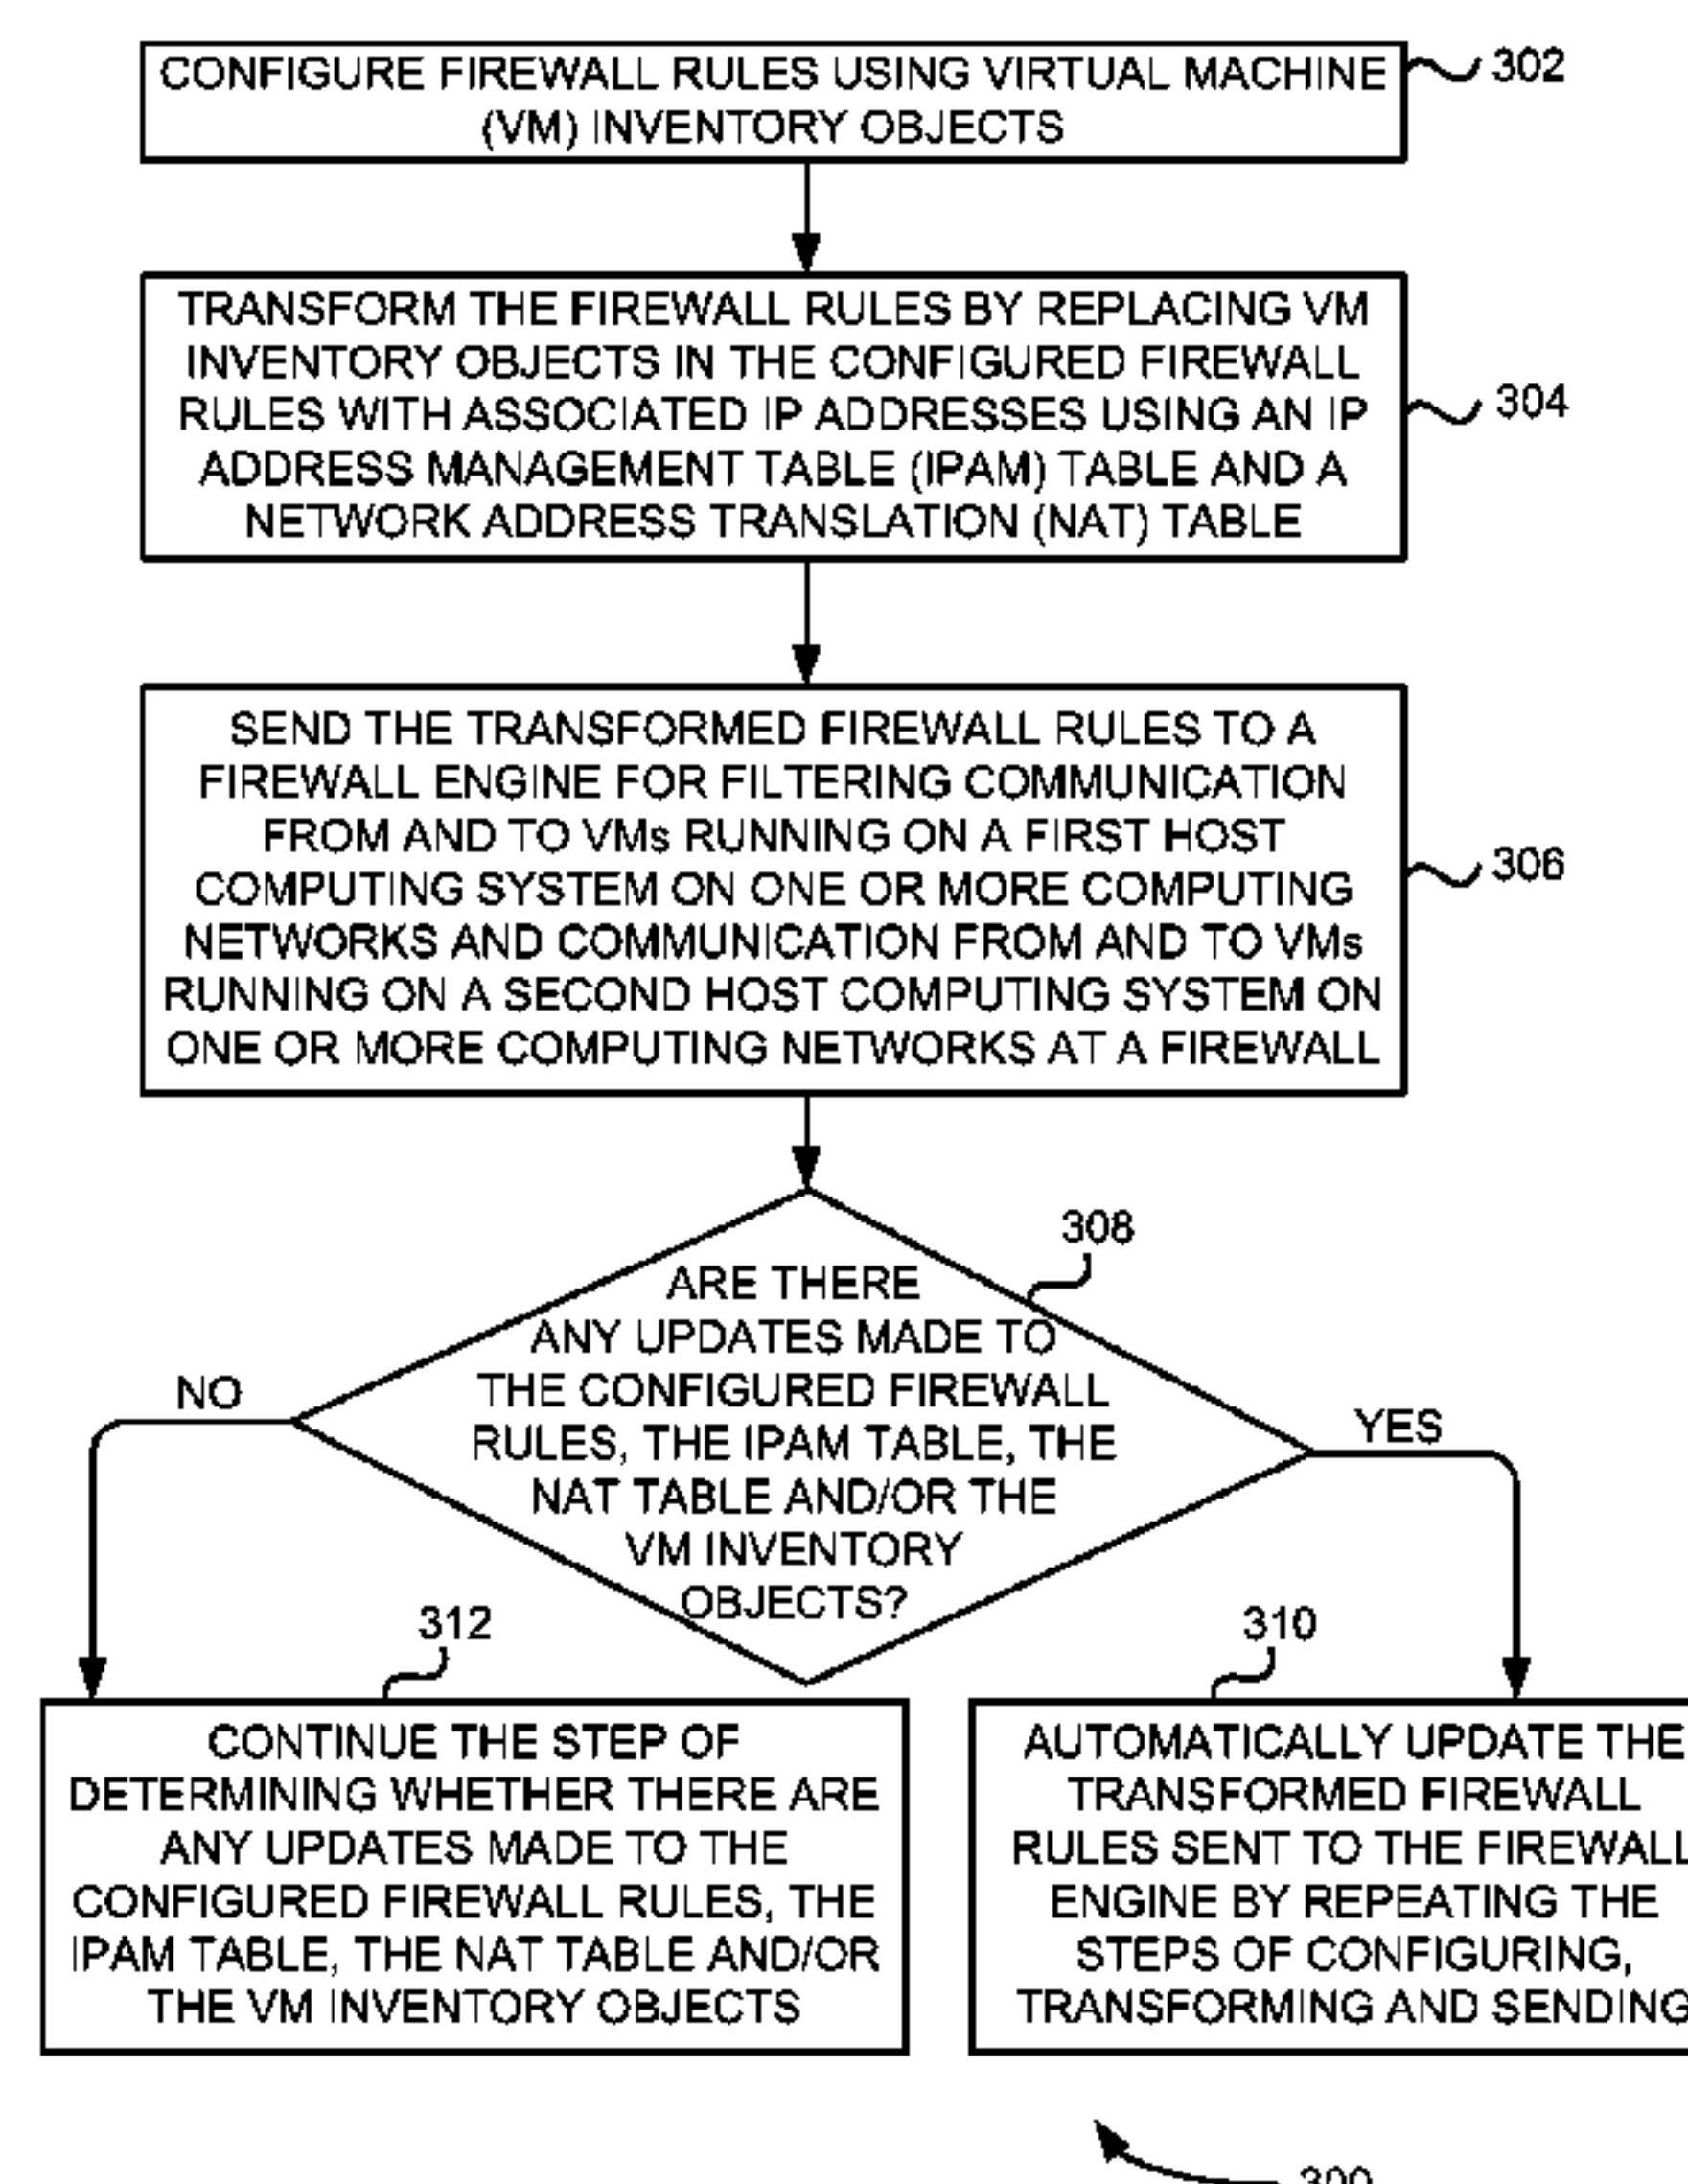 CONFIGURE FIREWALL RULES USING VIRTUAL MACHINE
(VM) INVENTORY OBJECTS
302
TRANSFORM THE FIREWALL RULES BY REPLACING VM
INVENTORY OBJECTS IN THE CONFIGURED FIREWALL
RULES WITH ASSOCIATED IP ADDRESSES USING AN IP
ADDRESS MANAGEMENT TABLE (IPAM) TABLE AND A
NETWORK ADDRESS TRANSLATION (NAT) TABLE
304
SEND THE TRANSFORMED FIREWALL RULES TO A
FIREWALL ENGINE FOR FILTERING COMMUNICATION
FROM AND TO VMs RUNNING ON A FIRST HOST
COMPUTING SYSTEM ON ONE OR MORE COMPUTING
NETWORKS AND COMMUNICATION FROM AND TO VMs
RUNNING ON A SECOND HOST COMPUTING SYSTEM ON
ONE OR MORE COMPUTING NETWORKS AT A FIREWALL
306
308
ARE THERE
ANY UPDATES MADE TO
THE CONFIGURED FIREWALL
RULES, THE IPAM TABLE, THE
NAT TABLE AND/OR THE
VM INVENTORY
OBJECTS?
NO
YES
312
CONTINUE THE STEP OF
DETERMINING WHETHER THERE ARE
ANY UPDATES MADE TO THE
CONFIGURED FIREWALL RULES, THE
IPAM TABLE, THE NAT TABLE AND/OR
THE VM INVENTORY OBJECTS
310
AUTOMATICALLY UPDATE THE
TRANSFORMED FIREWALL
RULES SENT TO THE FIREWALL
ENGINE BY REPEATING THE
STEPS OF CONFIGURING,
TRANSFORMING AND SENDING
300